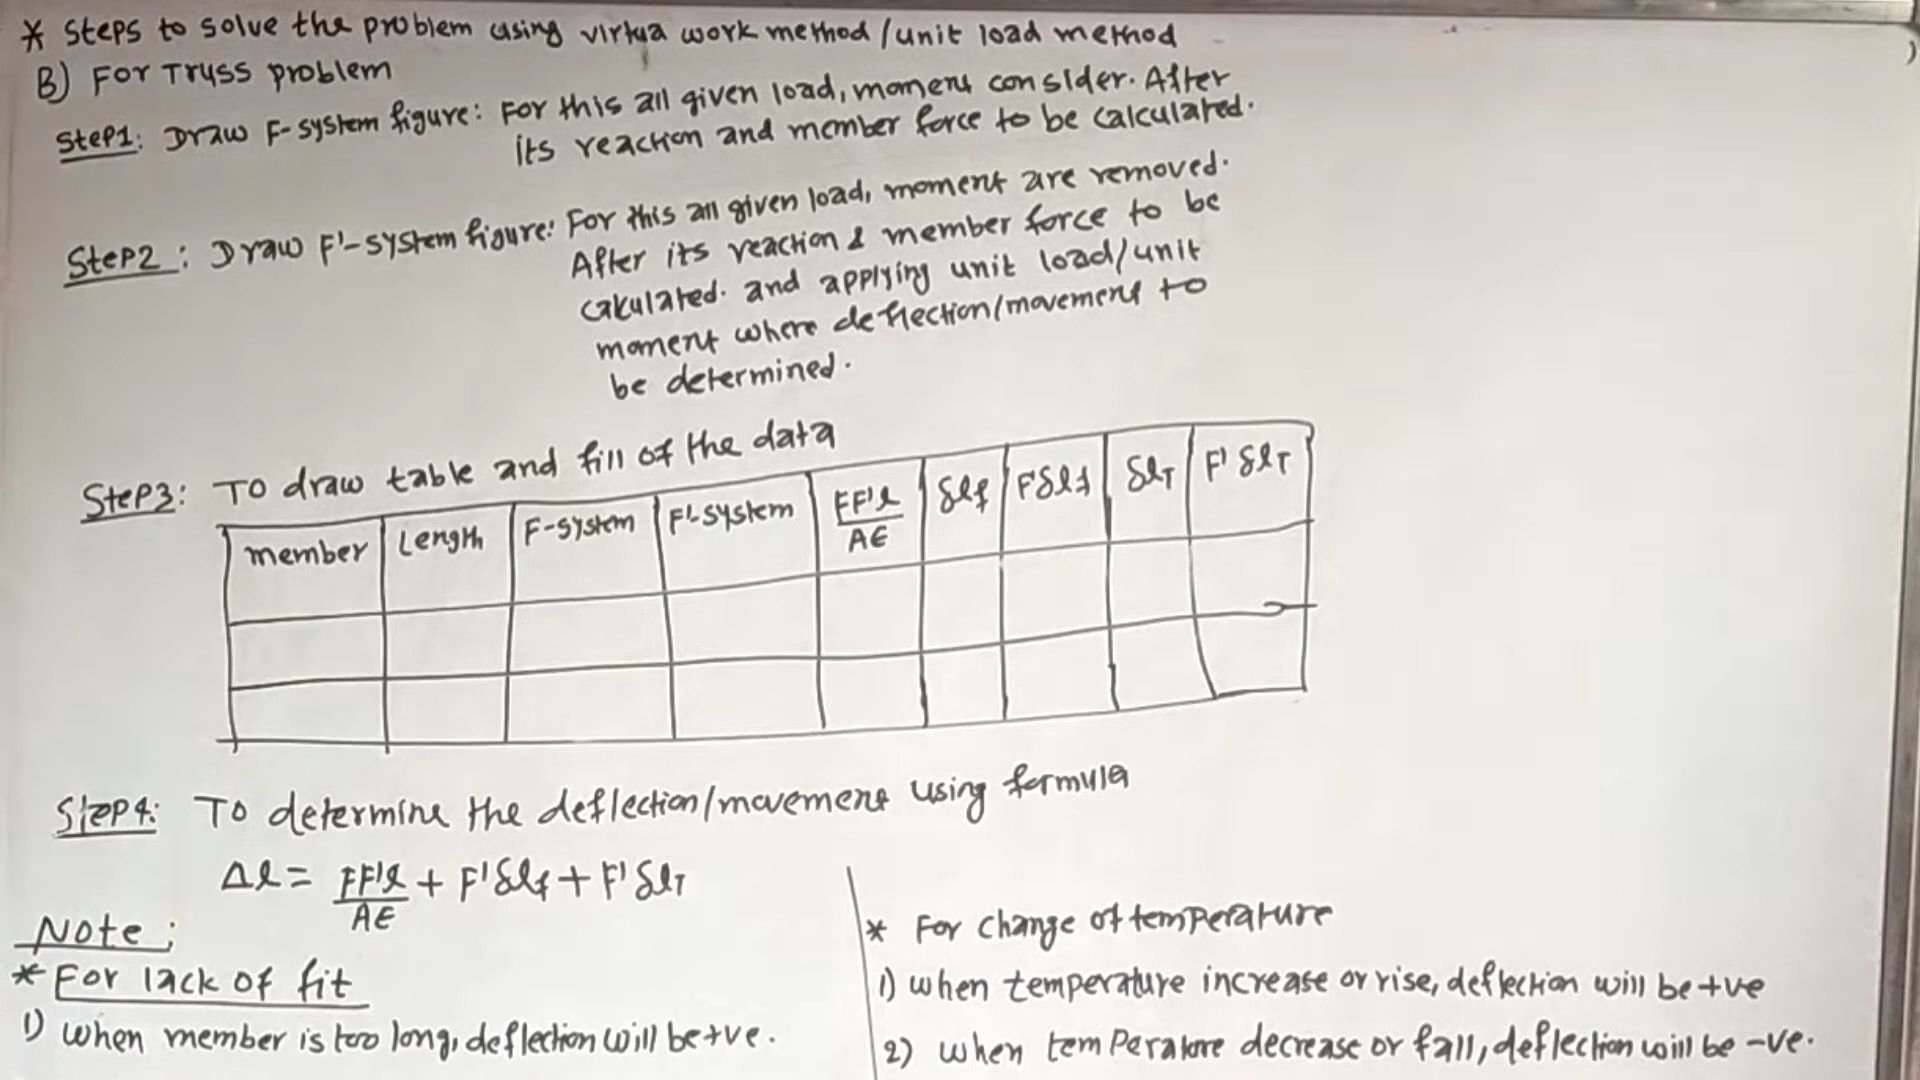 * Steps to solve the problem using virtua work method/unit load method
B) For Truss problem
Step1: Draw F-system figure: For this all given load, moment consider. After
its reaction and member force to be calculated.
Step2: Draw F'-system figure: For this all given load, moment are removed.
After its reaction & member force to be
calculated. and applying unit load/unit
moment where deflection/movement to
be determined.
Step3: To draw table and fill of the data
member | Length | F-system | F'-system | FF'l/AE | δlf | F'δlf | δlT | F'δlT
Step4: To determine the deflection/movement using formula
Δl = FF'l/AE + F'δlf + F'δlT
Note:
* For lack of fit
1) when member is too long, deflection will be +ve.
* For change of temperature
1) when temperature increase or rise, deflection will be +ve
2) when temperature decrease or fall, deflection will be -ve.